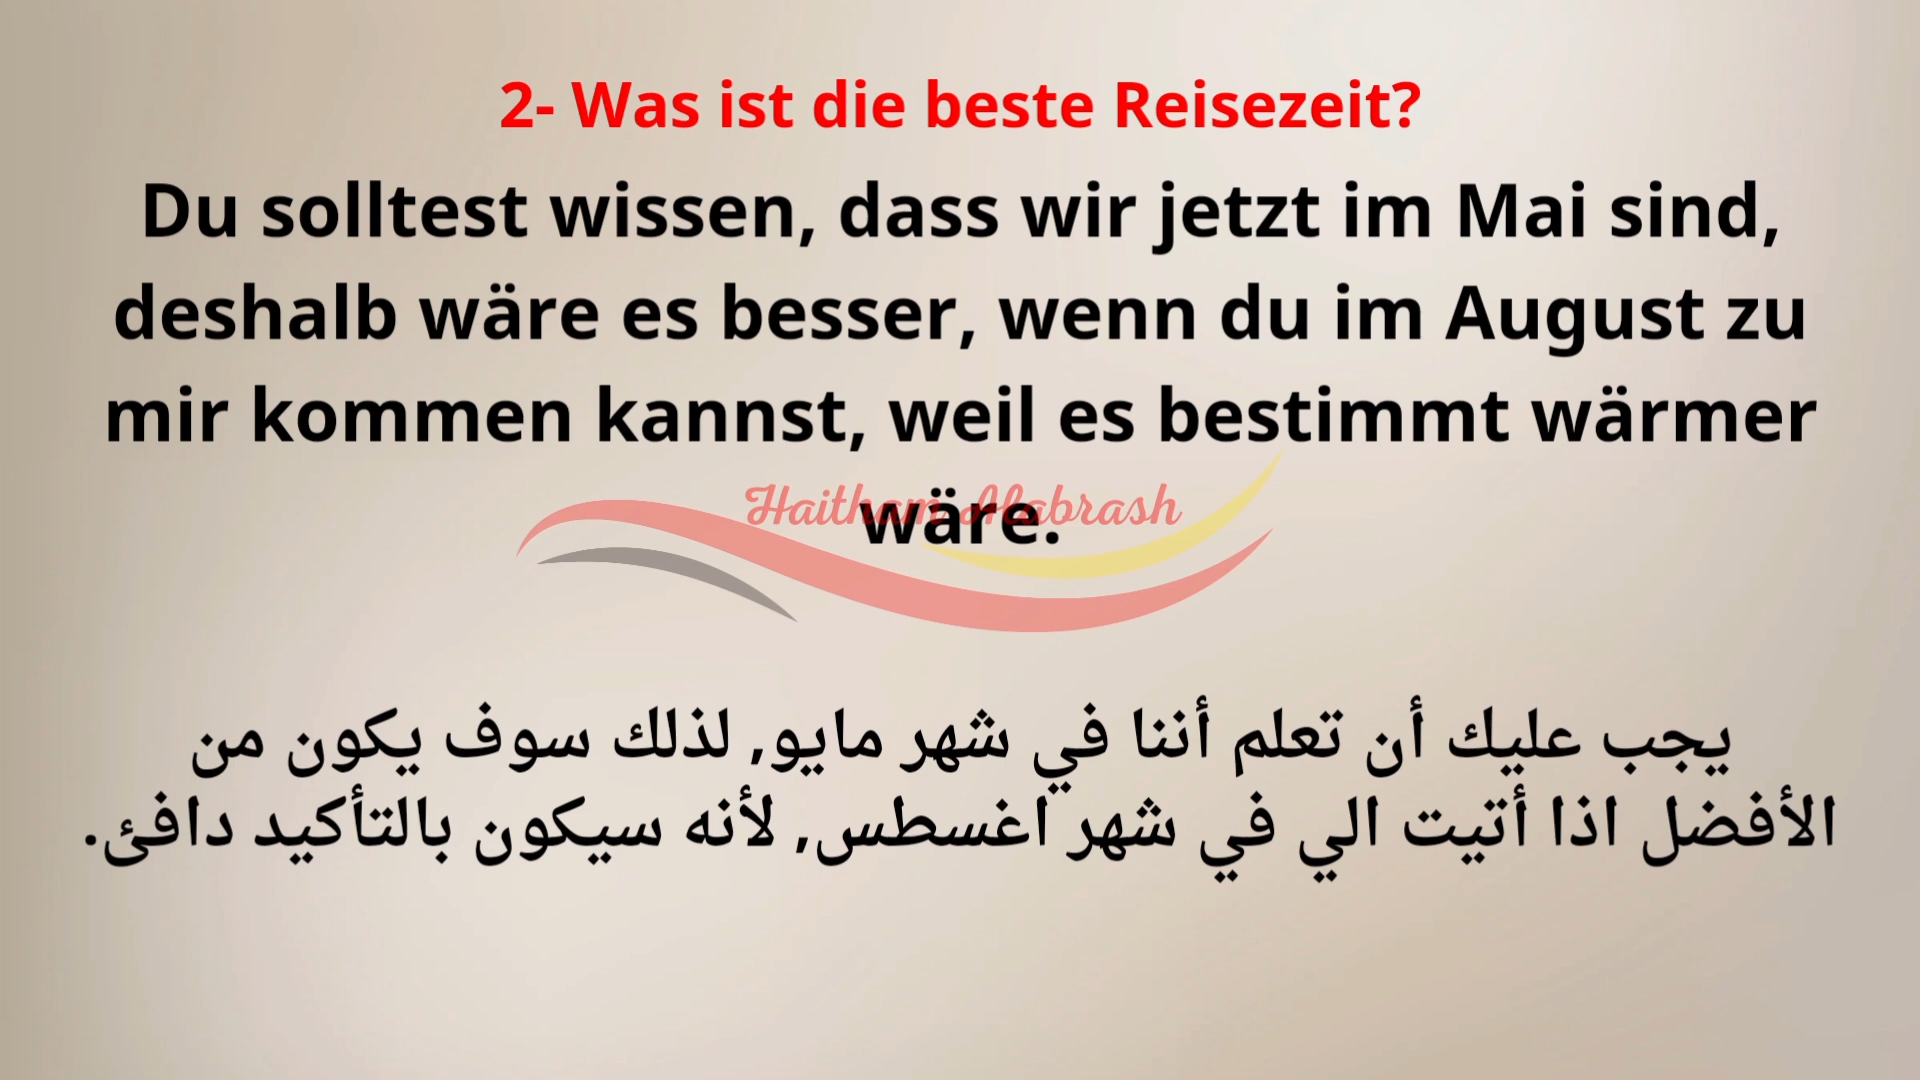 2- Was ist die beste Reisezeit?
Du solltest wissen, dass wir jetzt im Mai sind,
deshalb wäre es besser, wenn du im August zu
mir kommen kannst, weil es bestimmt wärmer
wäre.
Haitham Alabrash
يجب عليك أن تعلم أننا في شهر مايو, لذلك سوف يكون من
الأفضل اذا أتيت الي في شهر اغسطس, لأنه سيكون بالتأكيد دافئ.